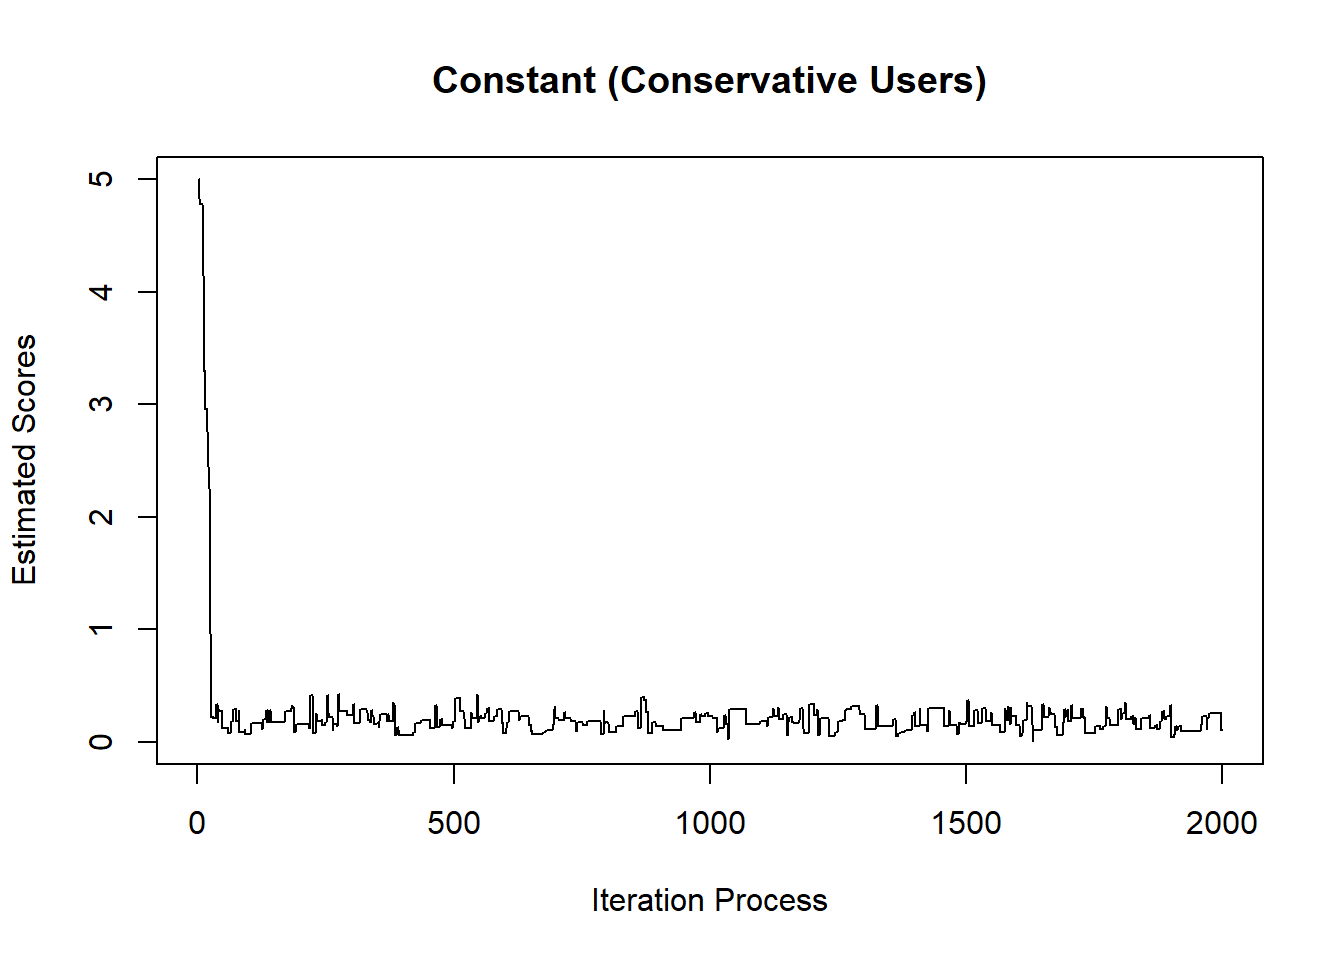 Constant (Conservative Users)
Estimated Scores
5
4
3
2
1
0
0 500 1000 1500 2000
Iteration Process